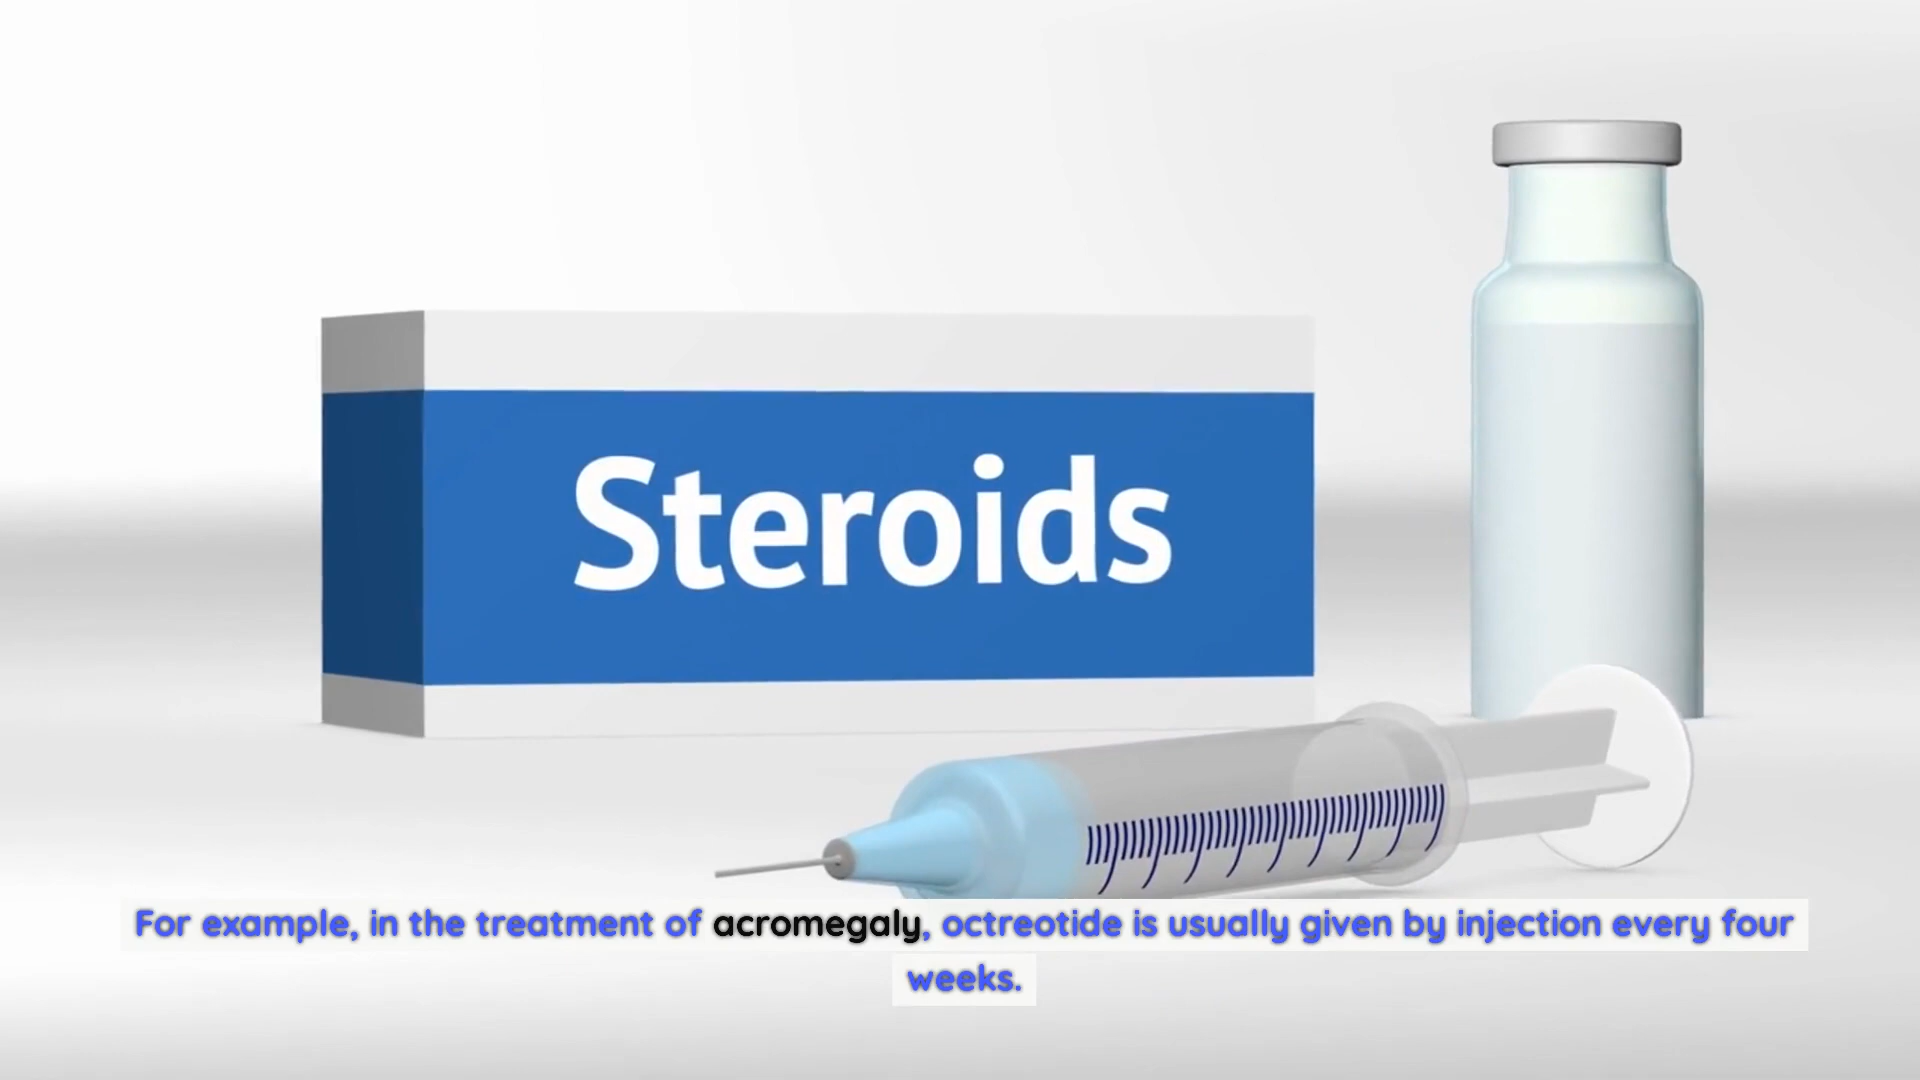 Steroids
For example, in the treatment of acromegaly, octreotide is usually given by injection every four
weeks.